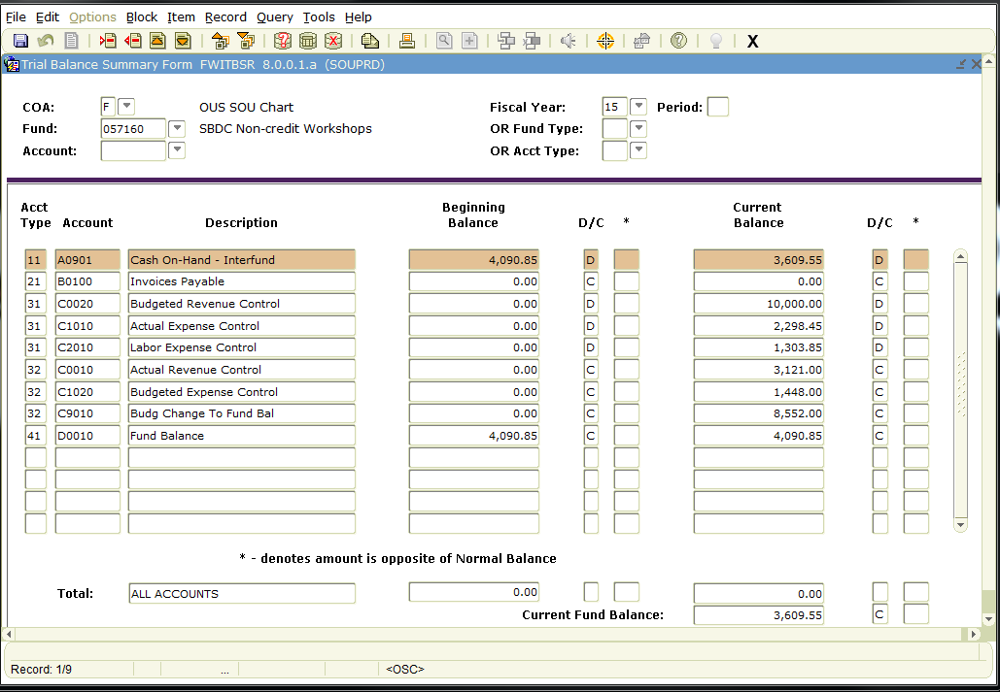 File Edit Options Block Item Record Query Tools Help
X
Trial Balance Summary Form FWITBSR 8.0.0.1.a (SOUPRD)
COA: F OUS SOU Chart Fiscal Year: 15 Period:
Fund: 057160 SBDC Non-credit Workshops OR Fund Type:
Account: OR Acct Type:
Acct Beginning Current
Type Account Description Balance D/C * Balance D/C *
11 A0901 Cash On-Hand - Interfund 4,090.85 D 3,609.55 D
21 B0100 Invoices Payable 0.00 C 0.00 C
31 C0020 Budgeted Revenue Control 0.00 D 10,000.00 D
31 C1010 Actual Expense Control 0.00 D 2,298.45 D
31 C2010 Labor Expense Control 0.00 D 1,303.85 D
32 C0010 Actual Revenue Control 0.00 C 3,121.00 C
32 C1020 Budgeted Expense Control 0.00 C 1,448.00 C
32 C9010 Budg Change To Fund Bal 0.00 C 8,552.00 C
41 D0010 Fund Balance 4,090.85 C 4,090.85 C
* - denotes amount is opposite of Normal Balance
Total: ALL ACCOUNTS 0.00 0.00
Current Fund Balance: 3,609.55 C
Record: 1/9 ... <OSC>